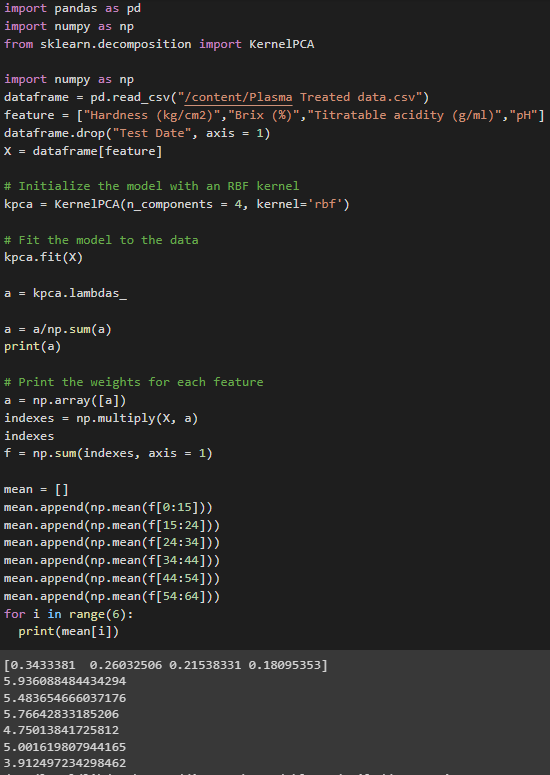 import pandas as pd
import numpy as np
from sklearn.decomposition import KernelPCA

import numpy as np
dataframe = pd.read_csv("/content/Plasma Treated data.csv")
feature = ["Hardness (kg/cm2)","Brix (%)","Titratable acidity (g/ml)","pH"]
dataframe.drop("Test Date", axis = 1)
X = dataframe[feature]

# Initialize the model with an RBF kernel
kpca = KernelPCA(n_components = 4, kernel='rbf')

# Fit the model to the data
kpca.fit(X)

a = kpca.lambdas_

a = a/np.sum(a)
print(a)

# Print the weights for each feature
a = np.array([a])
indexes = np.multiply(X, a)
indexes
f = np.sum(indexes, axis = 1)

mean = []
mean.append(np.mean(f[0:15]))
mean.append(np.mean(f[15:24]))
mean.append(np.mean(f[24:34]))
mean.append(np.mean(f[34:44]))
mean.append(np.mean(f[44:54]))
mean.append(np.mean(f[54:64]))
for i in range(6):
  print(mean[i])

[0.3433381  0.26032506 0.21538331 0.18095353]
5.936088484434294
5.483654666037176
5.76642833185206
4.75013841725812
5.001619807944165
3.912497234298462